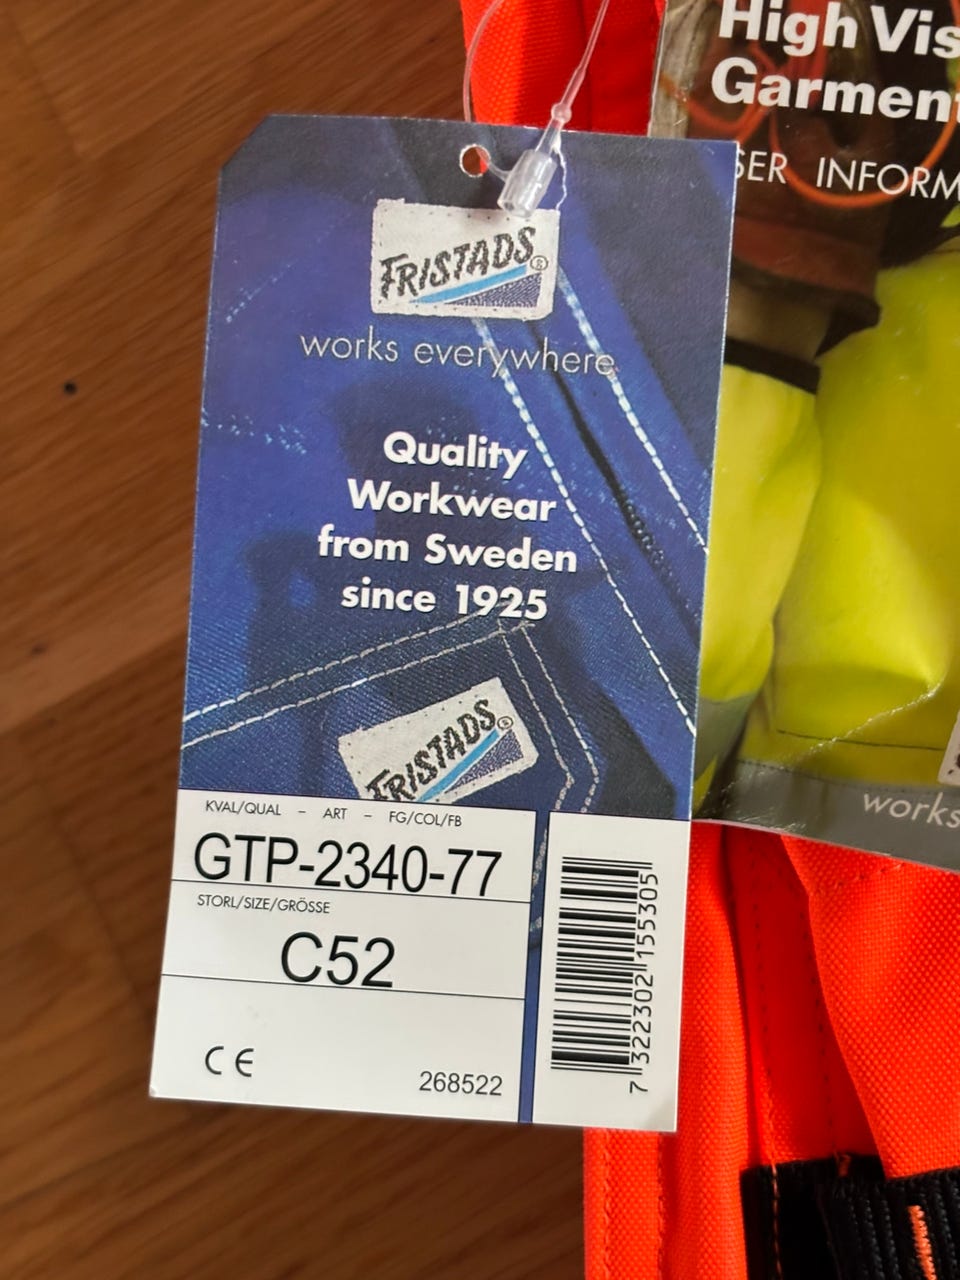 High Vis
Garment
SER INFORM
FRISTADS®
works everywhere
Quality
Workwear
from Sweden
since 1925
FRISTADS®
KVAL/QUAL – ART – FG/COL/FB
GTP-2340-77
STORL/SIZE/GRÖSSE
C52
CE
268522
7 322302 155305
works